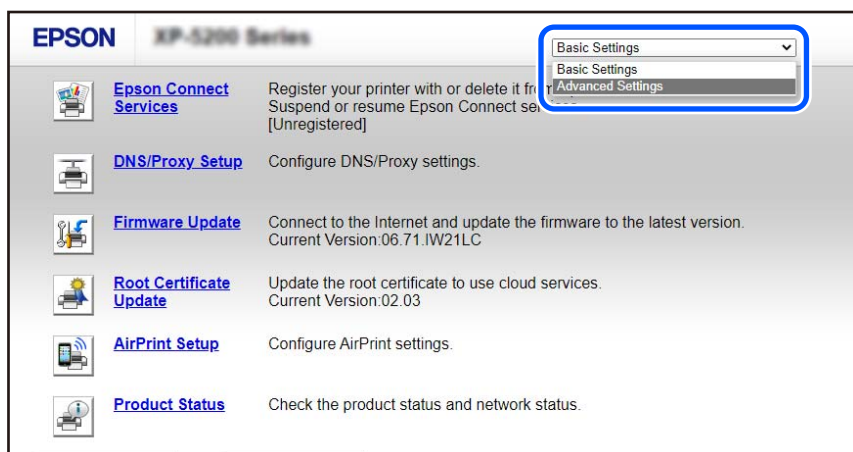 EPSON XP-5200 Series
Basic Settings
Basic Settings
Advanced Settings
Epson Connect Services
Register your printer with or delete it from
Suspend or resume Epson Connect
[Unregistered]
DNS/Proxy Setup
Configure DNS/Proxy settings.
Firmware Update
Connect to the Internet and update the firmware to the latest version.
Current Version:06.71.IW21LC
Root Certificate
Update
Update the root certificate to use cloud services.
Current Version:02.03
AirPrint Setup
Configure AirPrint settings.
Product Status
Check the product status and network status.